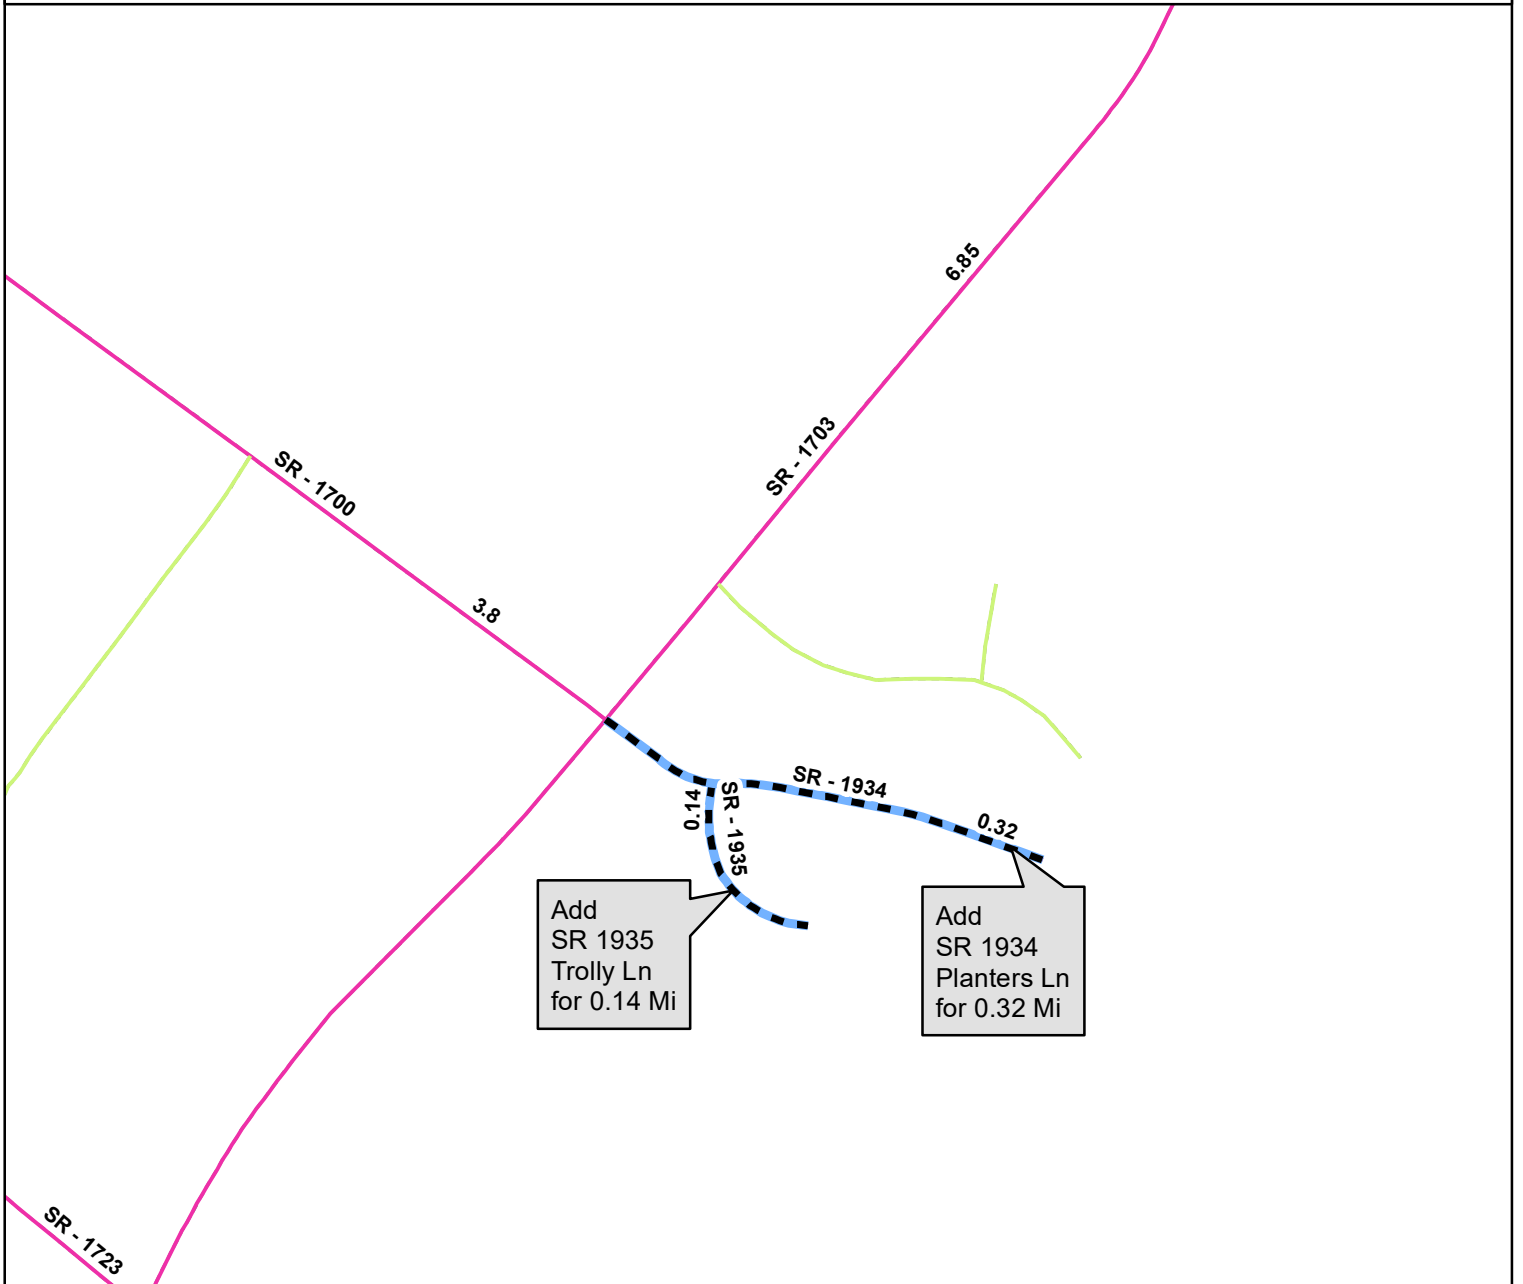 6.85
SR - 1703
SR - 1700
3.8
SR - 1934
0.32
0.14
SR - 1935
Add
SR 1935
Trolly Ln
for 0.14 Mi
Add
SR 1934
Planters Ln
for 0.32 Mi
SR - 1723